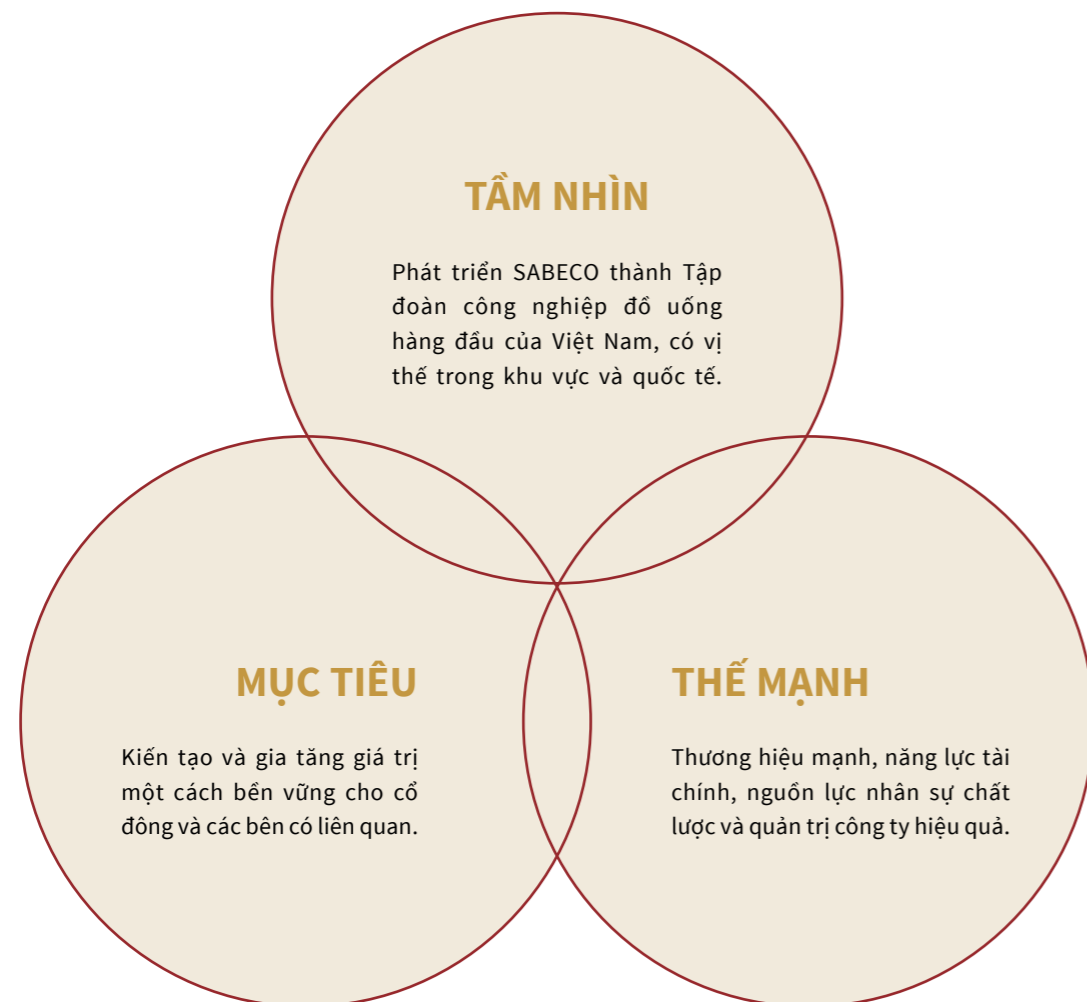 TẦM NHÌN
Phát triển SABECO thành Tập
đoàn công nghiệp đồ uống
hàng đầu của Việt Nam, có vị
thế trong khu vực và quốc tế.
MỤC TIÊU
Kiến tạo và gia tăng giá trị
một cách bền vững cho cổ
đông và các bên có liên quan.
THẾ MẠNH
Thương hiệu mạnh, năng lực tài
chính, nguồn lực nhân sự chất
lược và quản trị công ty hiệu quả.